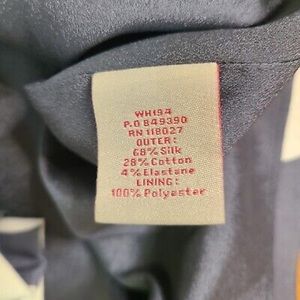 WH194
P.O 849390
RN 118027
OUTER:
68% Silk
28% Cotton
4% Elastane
LINING:
100% Polyester